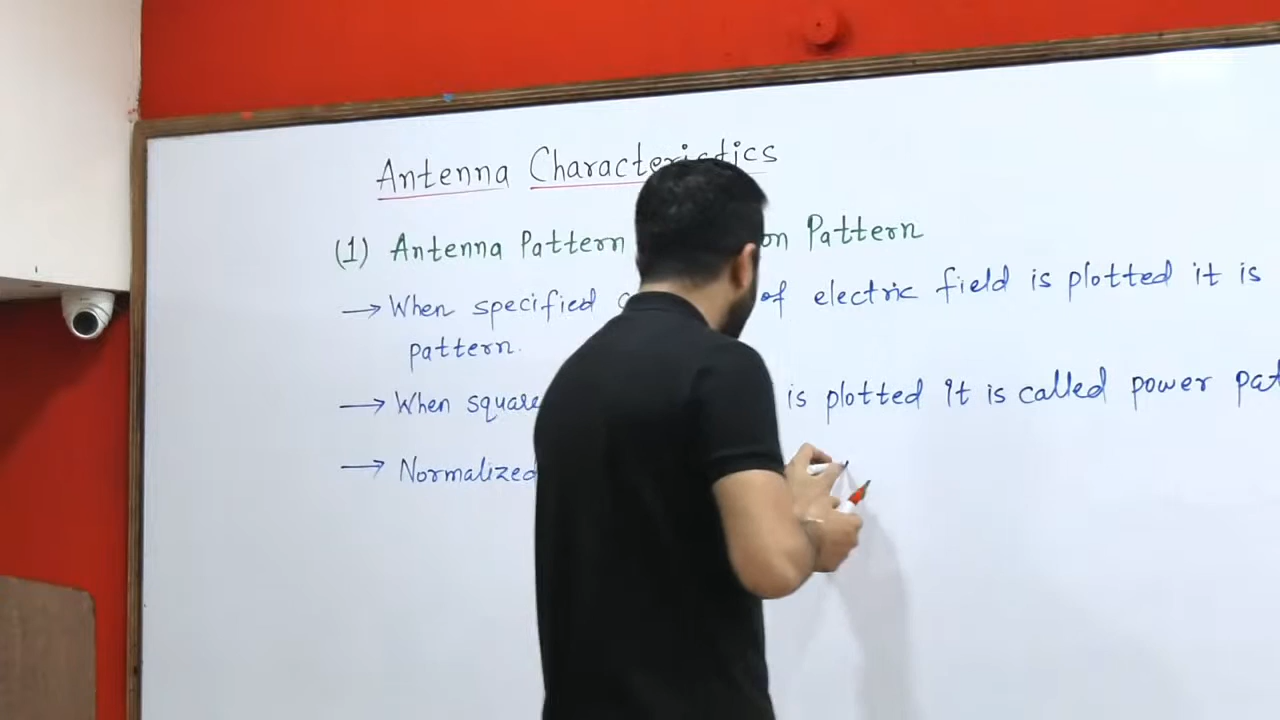 Antenna Characteristics
(1) Antenna Pattern on Pattern
→ When specified of electric field is plotted it is
pattern.
→ When square is plotted It is called power pat
→ Normalized